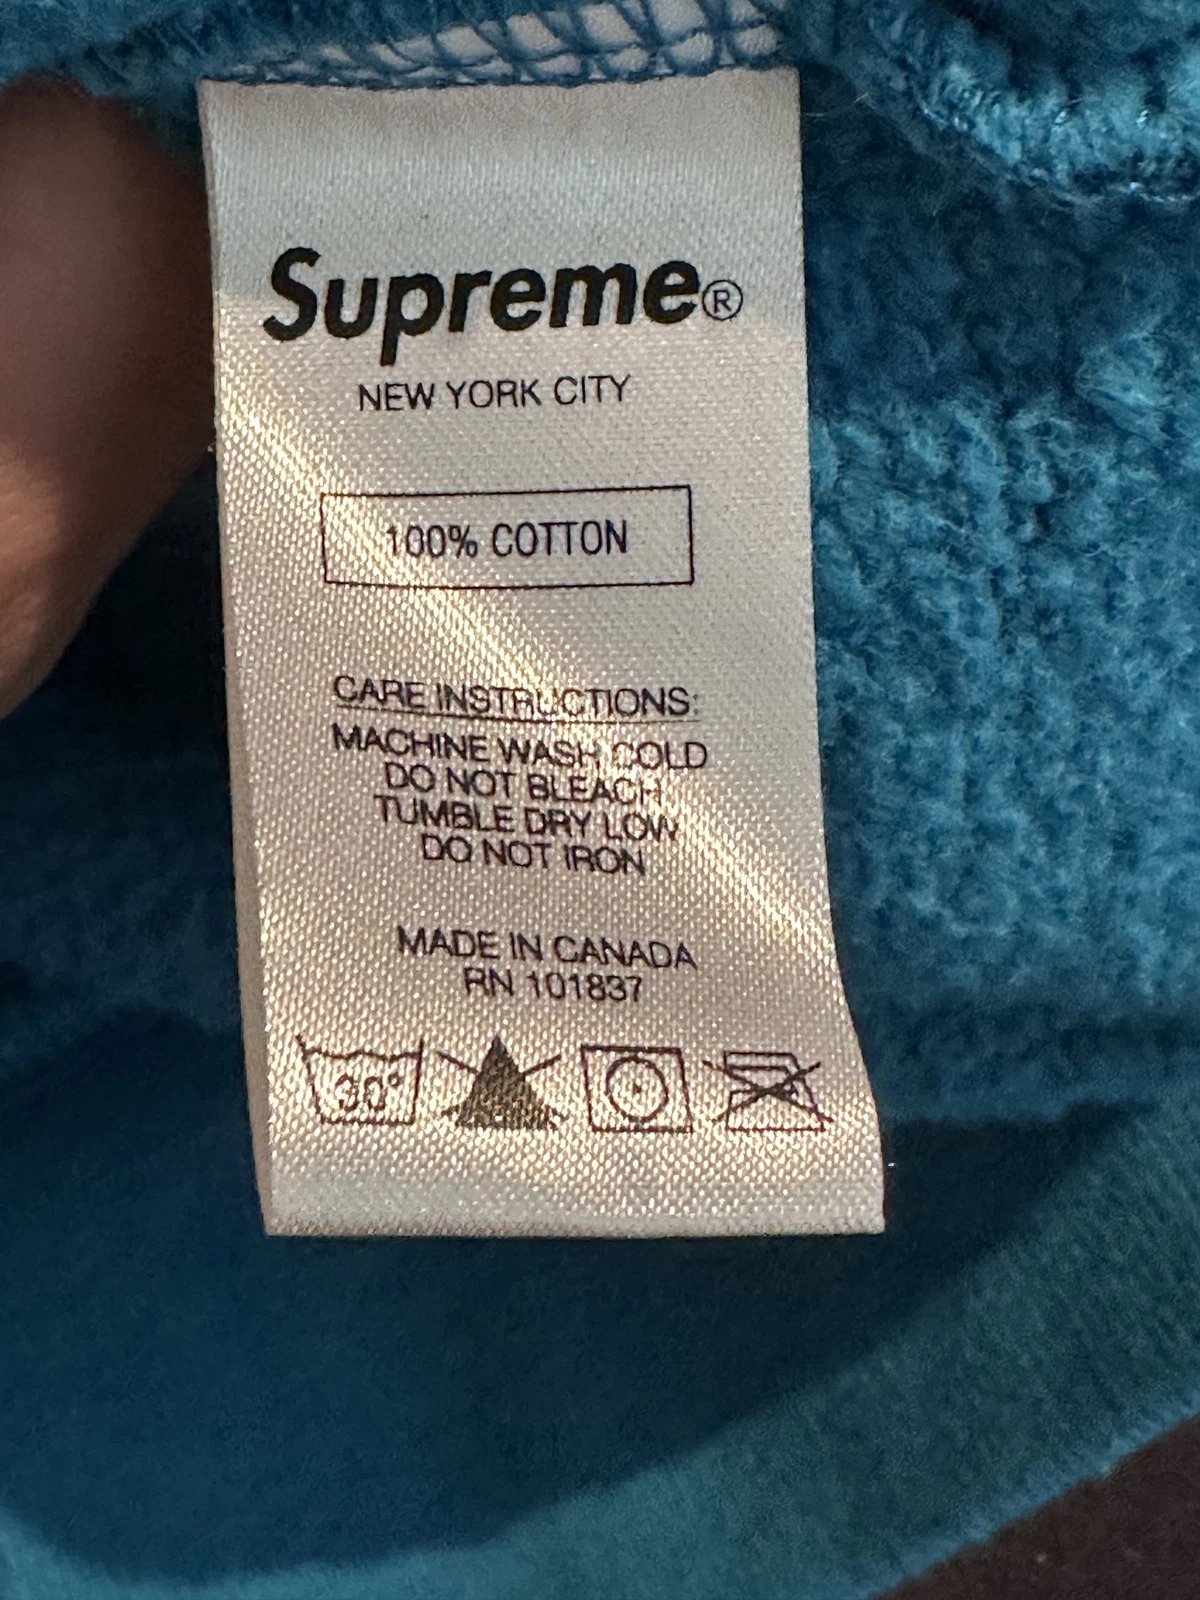 Supreme®
NEW YORK CITY
100% COTTON
CARE INSTRUCTIONS:
MACHINE WASH COLD
DO NOT BLEACH
TUMBLE DRY LOW
DO NOT IRON
MADE IN CANADA
RN 101837
30°